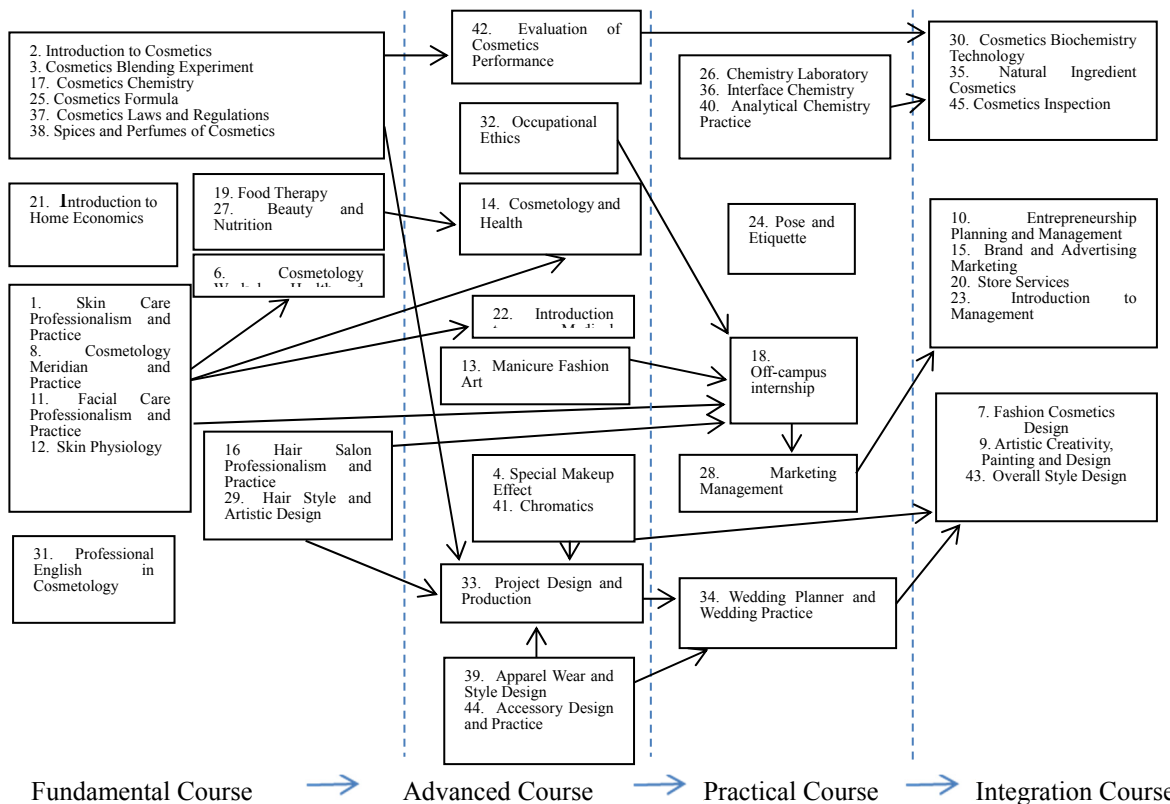 2. Introduction to Cosmetics
3. Cosmetics Blending Experiment
17. Cosmetics Chemistry
25. Cosmetics Formula
37. Cosmetics Laws and Regulations
38. Spices and Perfumes of Cosmetics
21. Introduction to
Home Economics
19. Food Therapy
27. Beauty and
Nutrition
6. Cosmetology
1. Skin Care
Professionalism and
Practice
8. Cosmetology
Meridian and
Practice
11. Facial Care
Professionalism and
Practice
12. Skin Physiology
16 Hair Salon
Professionalism and
Practice
29. Hair Style and
Artistic Design
31. Professional
English in
Cosmetology
42. Evaluation of
Cosmetics
Performance
32. Occupational
Ethics
14. Cosmetology and
Health
22. Introduction
13. Manicure Fashion
Art
4. Special Makeup
Effect
41. Chromatics
33. Project Design and
Production
39. Apparel Wear and
Style Design
44. Accessory Design
and Practice
26. Chemistry Laboratory
36. Interface Chemistry
40. Analytical Chemistry
Practice
24. Pose and
Etiquette
18.
Off-campus
internship
28. Marketing
Management
34. Wedding Planner and
Wedding Practice
30. Cosmetics Biochemistry
Technology
35. Natural Ingredient
Cosmetics
45. Cosmetics Inspection
10. Entrepreneurship
Planning and Management
15. Brand and Advertising
Marketing
20. Store Services
23. Introduction to
Management
7. Fashion Cosmetics
Design
9. Artistic Creativity,
Painting and Design
43. Overall Style Design
Fundamental Course
Advanced Course
Practical Course
Integration Course